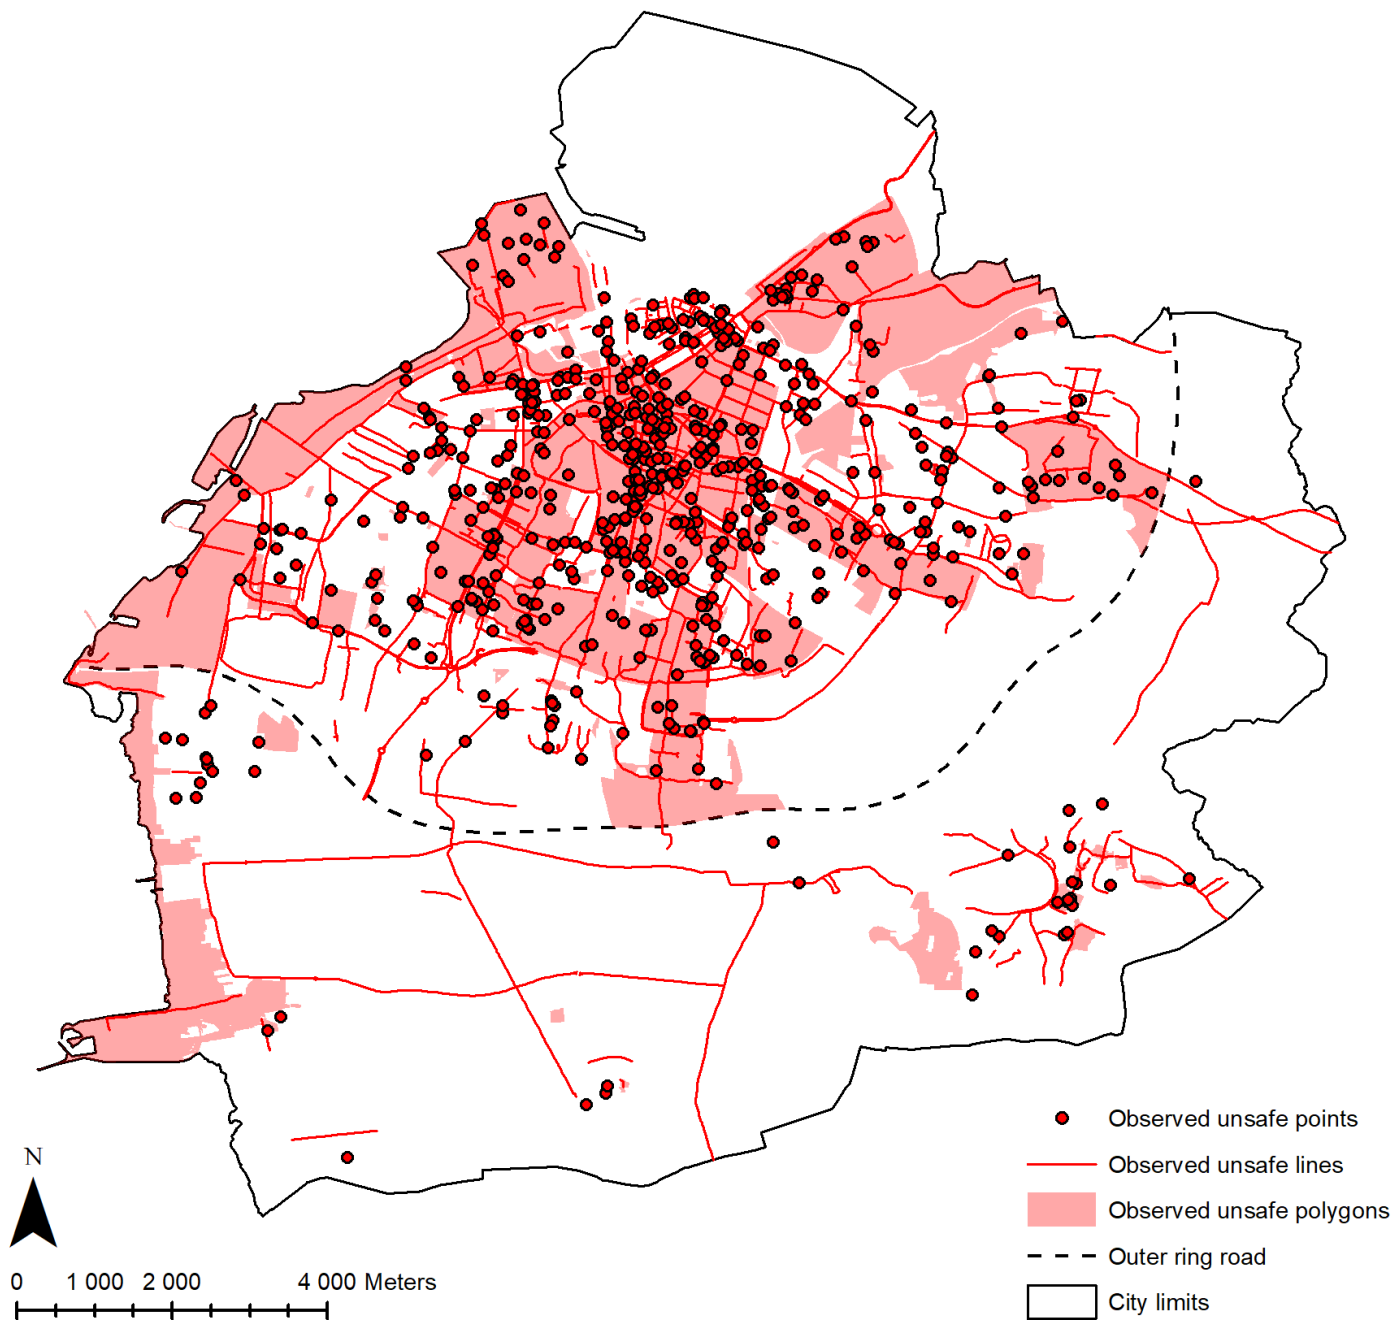 Observed unsafe points
Observed unsafe lines
Observed unsafe polygons
Outer ring road
City limits
N
0 1 000 2 000 4 000 Meters